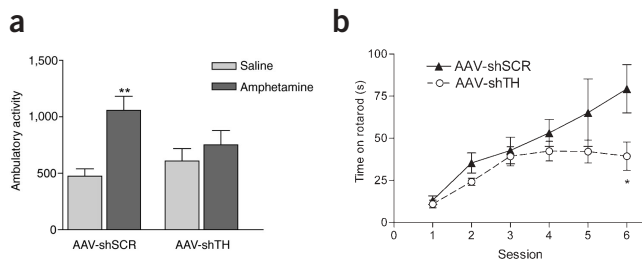 a
1,500
1,000
500
0
Ambulatory activity
Saline
Amphetamine
**
AAV-shSCR
AAV-shTH
b
100
75
50
25
0
Time on rotarod (s)
AAV-shSCR
AAV-shTH
*
0 1 2 3 4 5 6
Session